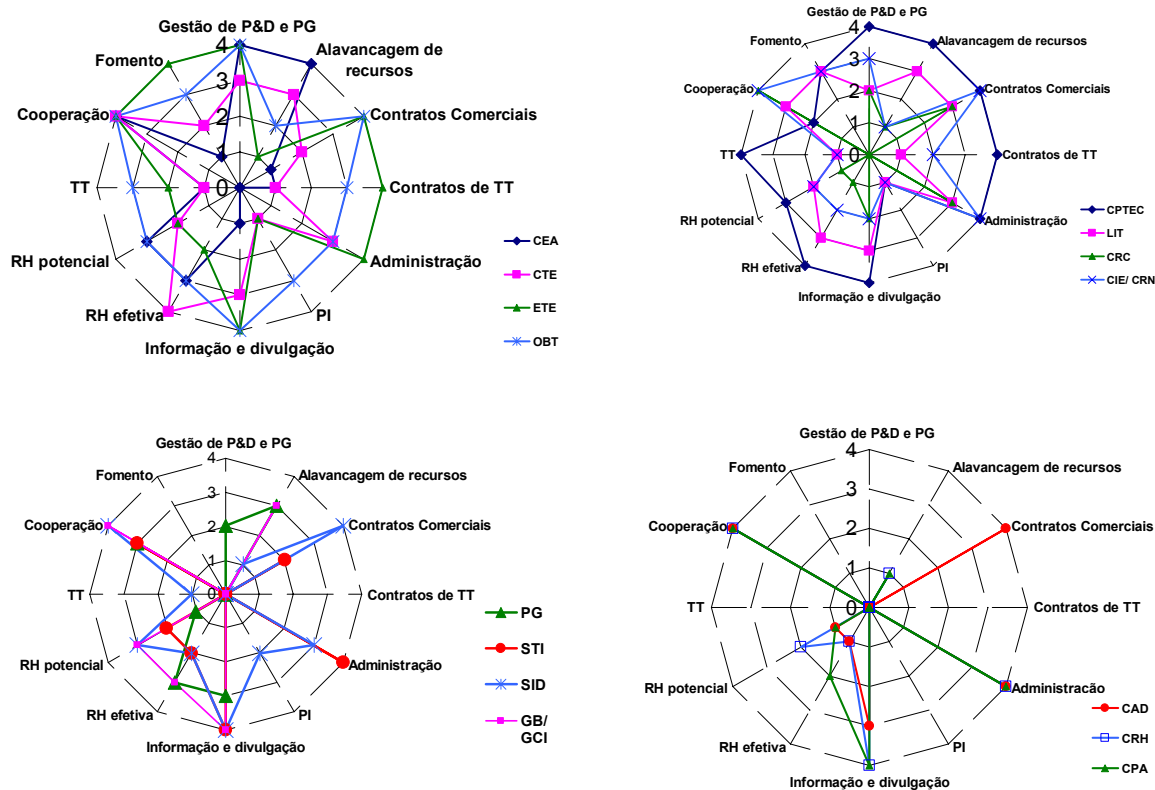 Gestão de P&D e PG
4
3
2
1
0
Alavancagem de
recursos
Contratos Comerciais
Contratos de TT
Administração
PI
Informação e divulgação
RH efetiva
RH potencial
TT
Cooperação
Fomento
CEA
CTE
ETE
OBT
Gestão de P&D e PG
4
3
2
1
0
Alavancagem de recursos
Contratos Comerciais
Contratos de TT
Administração
PI
Informação e divulgação
RH efetiva
RH potencial
TT
Cooperação
Fomento
CPTEC
LIT
CRC
CIE/ CRN
Gestão de P&D e PG
4
3
2
1
0
Alavancagem de recursos
Contratos Comerciais
Contratos de TT
Administração
PI
Informação e divulgação
RH efetiva
RH potencial
TT
Cooperação
Fomento
PG
STI
SID
GB/
GCI
Gestão de P&D e PG
4
3
2
1
0
Alavancagem de recursos
Contratos Comerciais
Contratos de TT
Administracão
PI
Informação e divulgação
RH efetiva
RH potencial
TT
Cooperação
Fomento
CAD
CRH
CPA